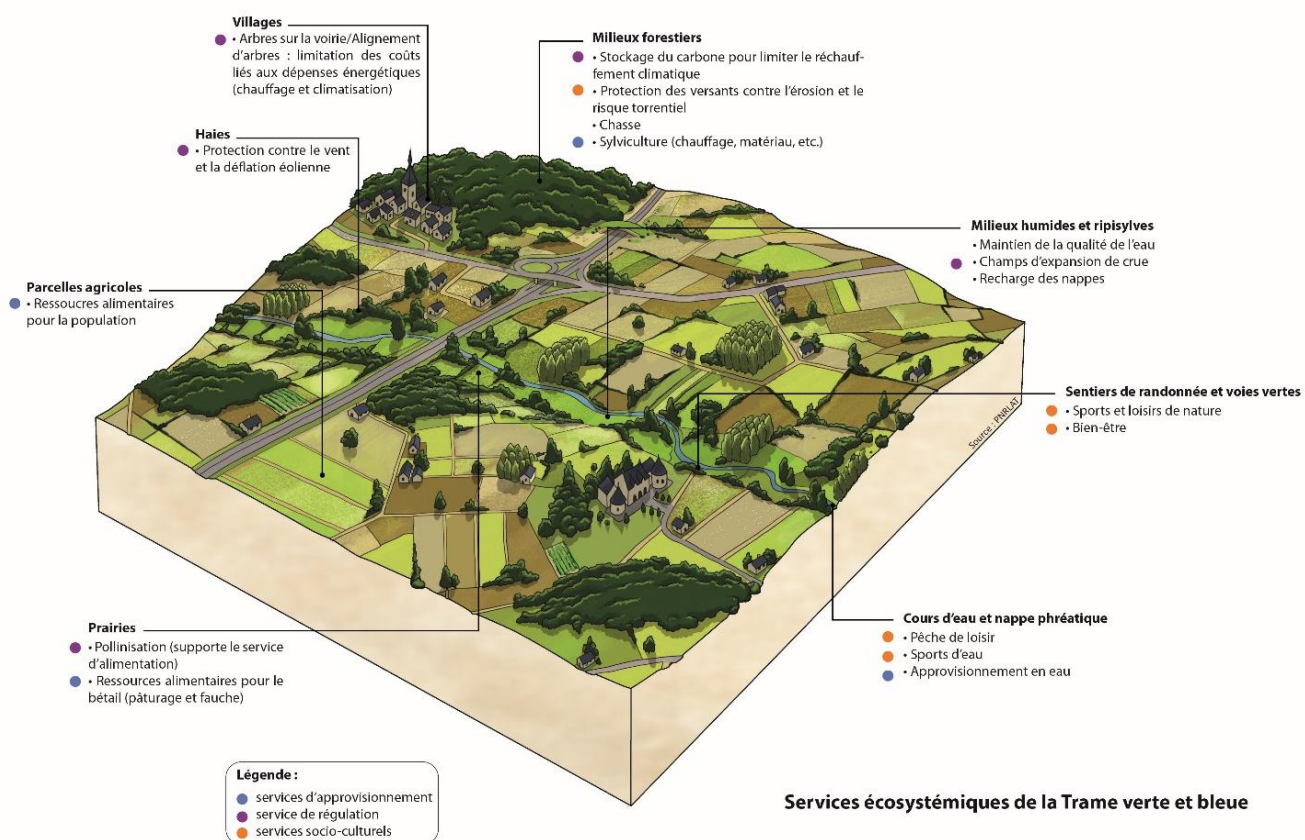 Villages
• Arbres sur la voirie/Alignement
d'arbres : limitation des coûts
liés aux dépenses énergétiques
(chauffage et climatisation)
Milieux forestiers
• Stockage du carbone pour limiter le réchauf-
fement climatique
• Protection des versants contre l'érosion et le
risque torrentiel
• Chasse
• Sylviculture (chauffage, matériau, etc.)
Haies
• Protection contre le vent
et la déflation éolienne
Milieux humides et ripisylves
• Maintien de la qualité de l'eau
• Champs d'expansion de crue
• Recharge des nappes
Parcelles agricoles
• Ressoucres alimentaires
pour la population
Sentiers de randonnée et voies vertes
• Sports et loisirs de nature
• Bien-être
Source : PNRLAT
Cours d'eau et nappe phréatique
• Pêche de loisir
• Sports d'eau
• Approvisionnement en eau
Prairies
• Pollinisation (supporte le service
d'alimentation)
• Ressources alimentaires pour le
bétail (pâturage et fauche)
Légende :
services d'approvisionnement
service de régulation
services socio-culturels
Services écosystémiques de la Trame verte et bleue